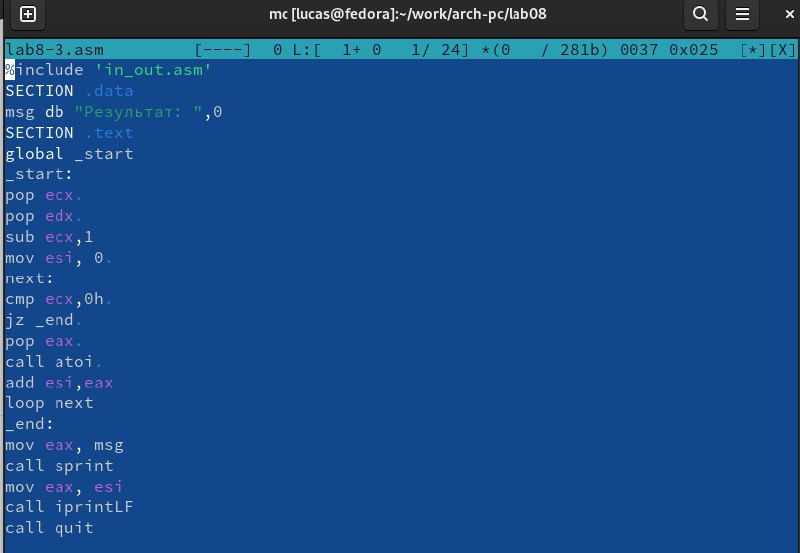 mc [lucas@fedora]:~/work/arch-pc/lab08
lab8-3.asm [----] 0 L:[ 1+ 0 1/ 24] *(0 / 281b) 0037 0x025 [*][X]
%include 'in_out.asm'
SECTION .data
msg db "Результат: ",0
SECTION .text
global _start
_start:
pop ecx.
pop edx.
sub ecx,1
mov esi, 0.
next:
cmp ecx,0h.
jz _end.
pop eax.
call atoi.
add esi,eax
loop next
_end:
mov eax, msg
call sprint
mov eax, esi
call iprintLF
call quit